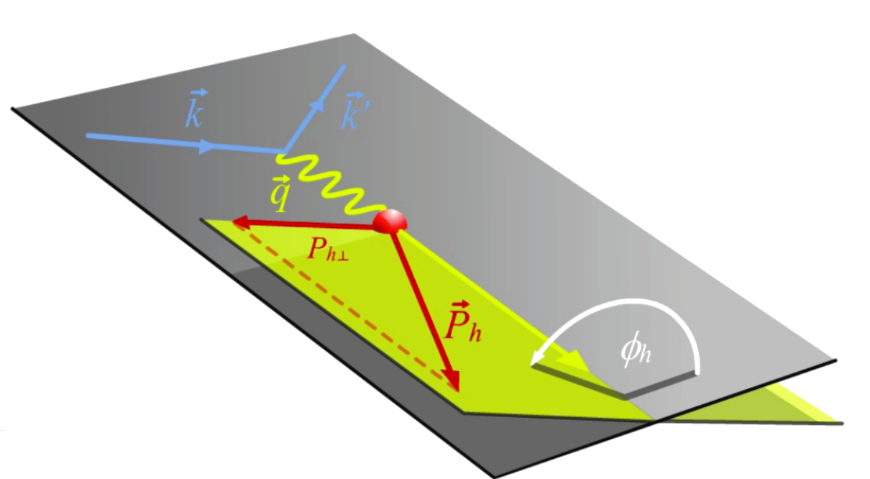 k⃗
k⃗'
q⃗
P_{h⊥}
P⃗_h
ϕ_h